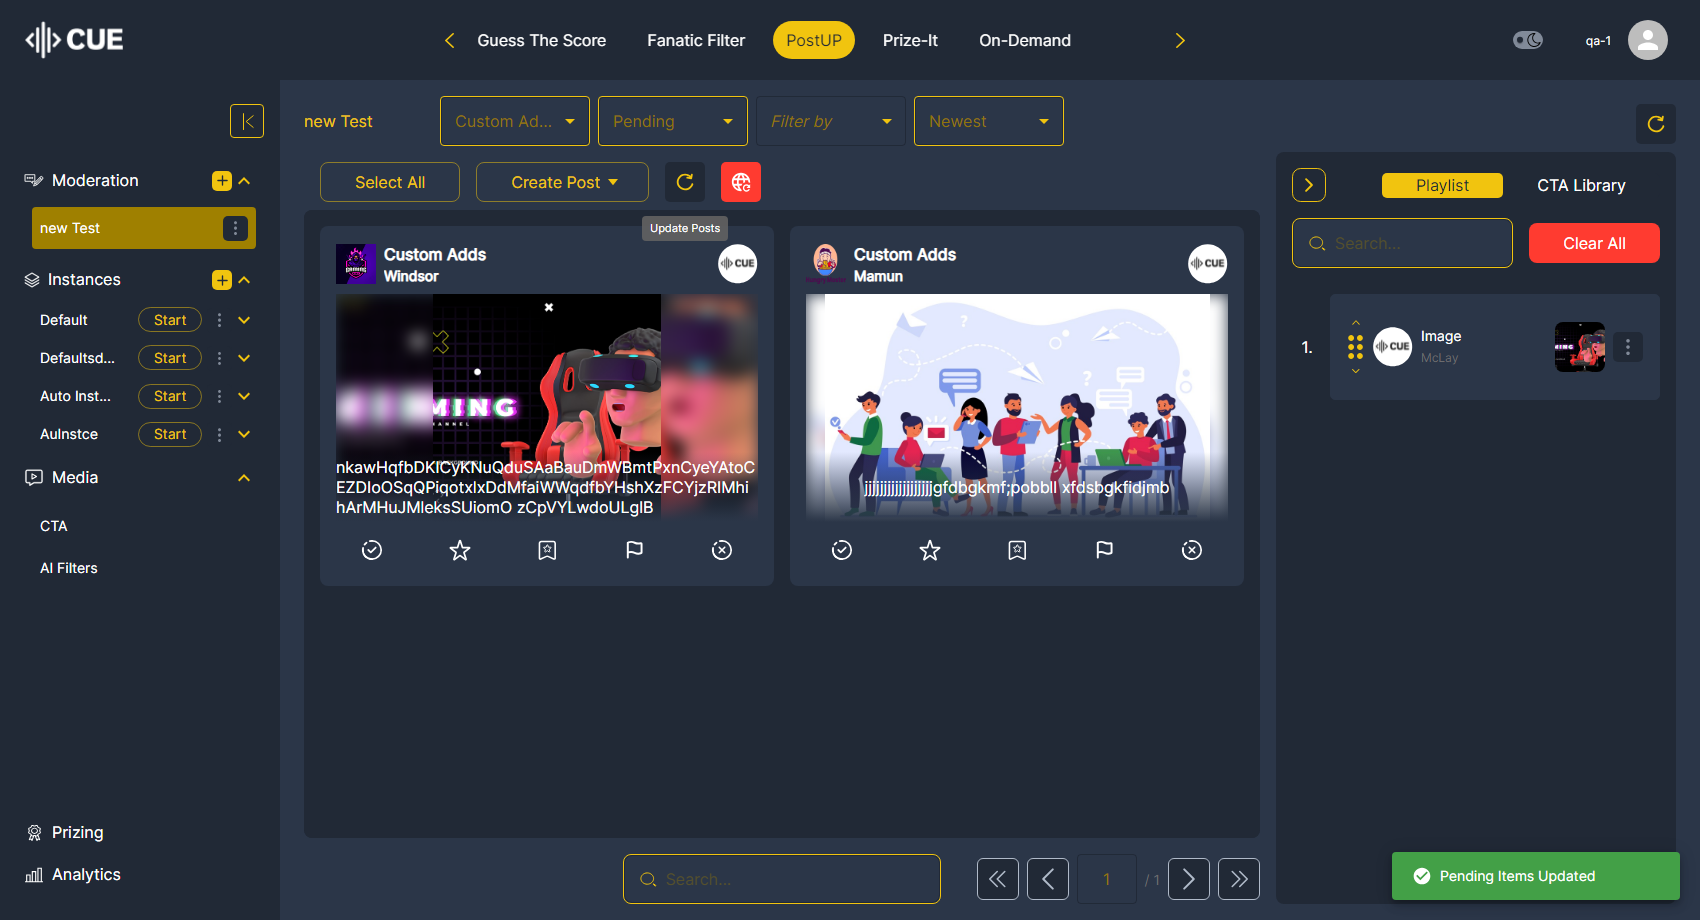 CUE
Guess The Score
Fanatic Filter
PostUP
Prize-It
On-Demand
qa-1
new Test
Custom Ad...
Pending
Filter by
Newest
Moderation
new Test
Instances
Default
Start
Defaultsd...
Start
Auto Inst...
Start
AuInstce
Start
Media
CTA
AI Filters
Prizing
Analytics
Select All
Create Post
Update Posts
Custom Adds
Windsor
CUE
MING
nkawHqfbDKfCyKNuQduSAaBauDmWBmtPxnCyeYAtoC
EZDIoOSqQPiqotxIxDdMfaiWWqdfbYHshXzFCYjzRIMhi
hArMHuJMleksSUiomO zCpVYLwdoULglB
Custom Adds
Mamun
CUE
jjjjjjjjjjjjjjjjjjgfdbgkmf;pobbll xfdsbgkfidjmb
Search...
1
/ 1
Playlist
CTA Library
Search...
Clear All
1.
CUE
Image
McLay
Pending Items Updated